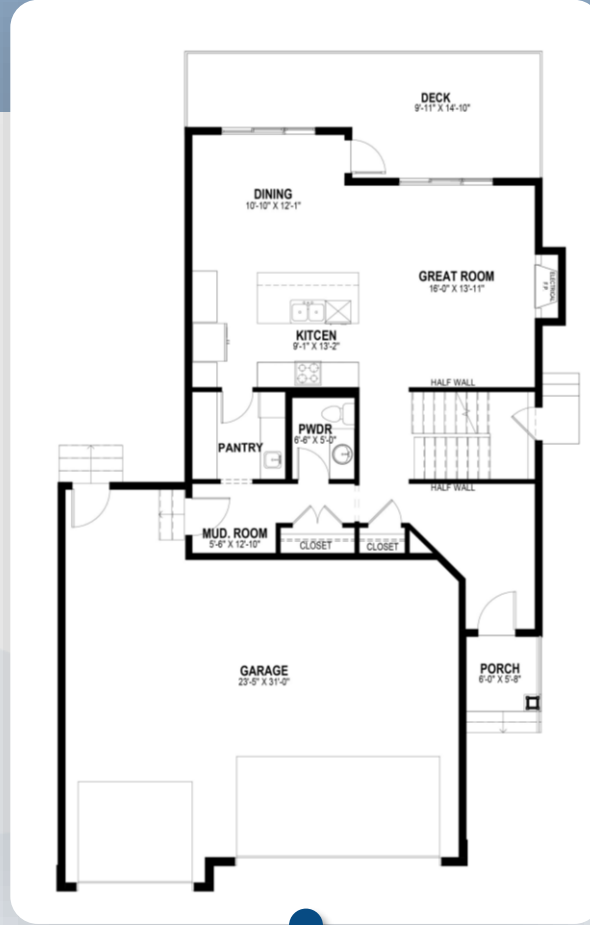 DECK
9'-11" X 14'-10"
DINING
10'-10" X 12'-1"
GREAT ROOM
16'-0" X 13'-11"
ELECTRICAL
F.P.
KITCEN
9'-1" X 13'-2"
HALF WALL
PWDR
6'-6" X 5'-0"
PANTRY
HALF WALL
MUD. ROOM
5'-6" X 12'-10"
CLOSET
CLOSET
GARAGE
23'-5" X 31'-0"
PORCH
6'-0" X 5'-8"